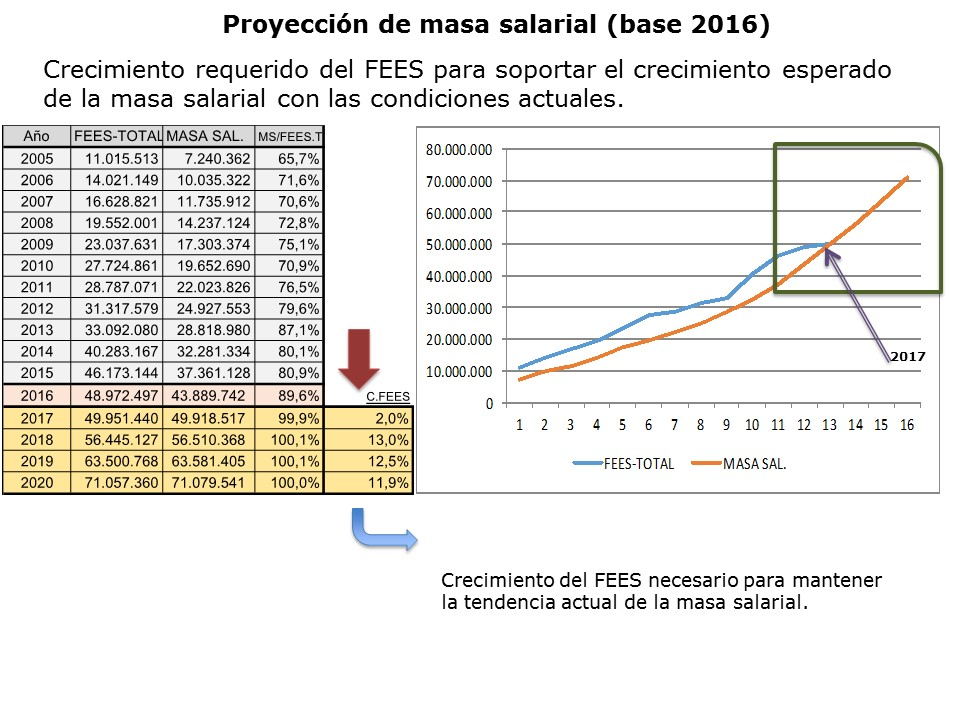 Proyección de masa salarial (base 2016)
Crecimiento requerido del FEES para soportar el crecimiento esperado
de la masa salarial con las condiciones actuales.
Año FEES-TOTAL MASA SAL. MS/FEES.T
2005 11.015.513 7.240.362 65,7%
2006 14.021.149 10.035.322 71,6%
2007 16.628.821 11.735.912 70,6%
2008 19.552.001 14.237.124 72,8%
2009 23.037.631 17.303.374 75,1%
2010 27.724.861 19.652.690 70,9%
2011 28.787.071 22.023.826 76,5%
2012 31.317.579 24.927.553 79,6%
2013 33.092.080 28.818.980 87,1%
2014 40.283.167 32.281.334 80,1%
2015 46.173.144 37.361.128 80,9%
2016 48.972.497 43.889.742 89,6% C.FEES
2017 49.951.440 49.918.517 99,9% 2,0%
2018 56.445.127 56.510.368 100,1% 13,0%
2019 63.500.768 63.581.405 100,1% 12,5%
2020 71.057.360 71.079.541 100,0% 11,9%
80.000.000
70.000.000
60.000.000
50.000.000
40.000.000
30.000.000
20.000.000
10.000.000
0
2017
1 2 3 4 5 6 7 8 9 10 11 12 13 14 15 16
FEES-TOTAL MASA SAL.
Crecimiento del FEES necesario para mantener
la tendencia actual de la masa salarial.